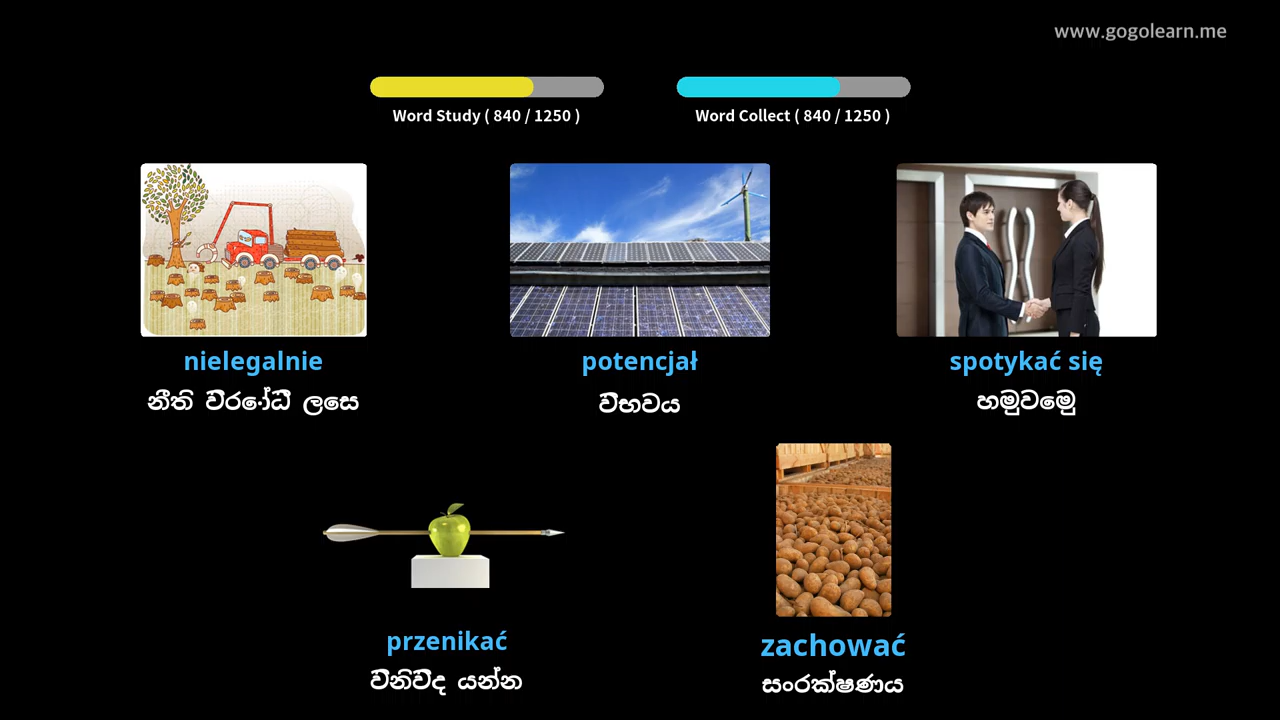 www.gogolearn.me
Word Study ( 840 / 1250 )
Word Collect ( 840 / 1250 )
nielegalnie
නීති විරෝධී ලෙස
potencjał
විභවය
spotykać się
හමුවෙමු
przenikać
විනිවිද යන්න
zachować
සංරක්ෂණය